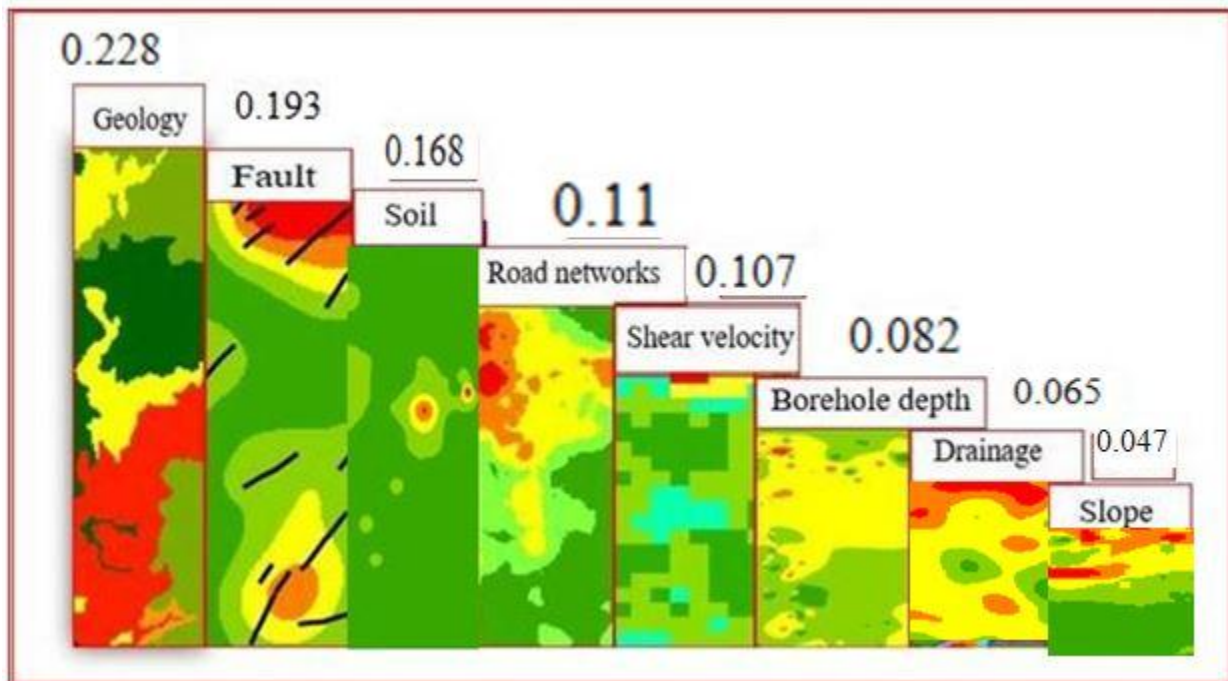 0.228
Geology
0.193
Fault
0.168
Soil
0.11
Road networks
0.107
Shear velocity
0.082
Borehole depth
0.065
Drainage
0.047
Slope